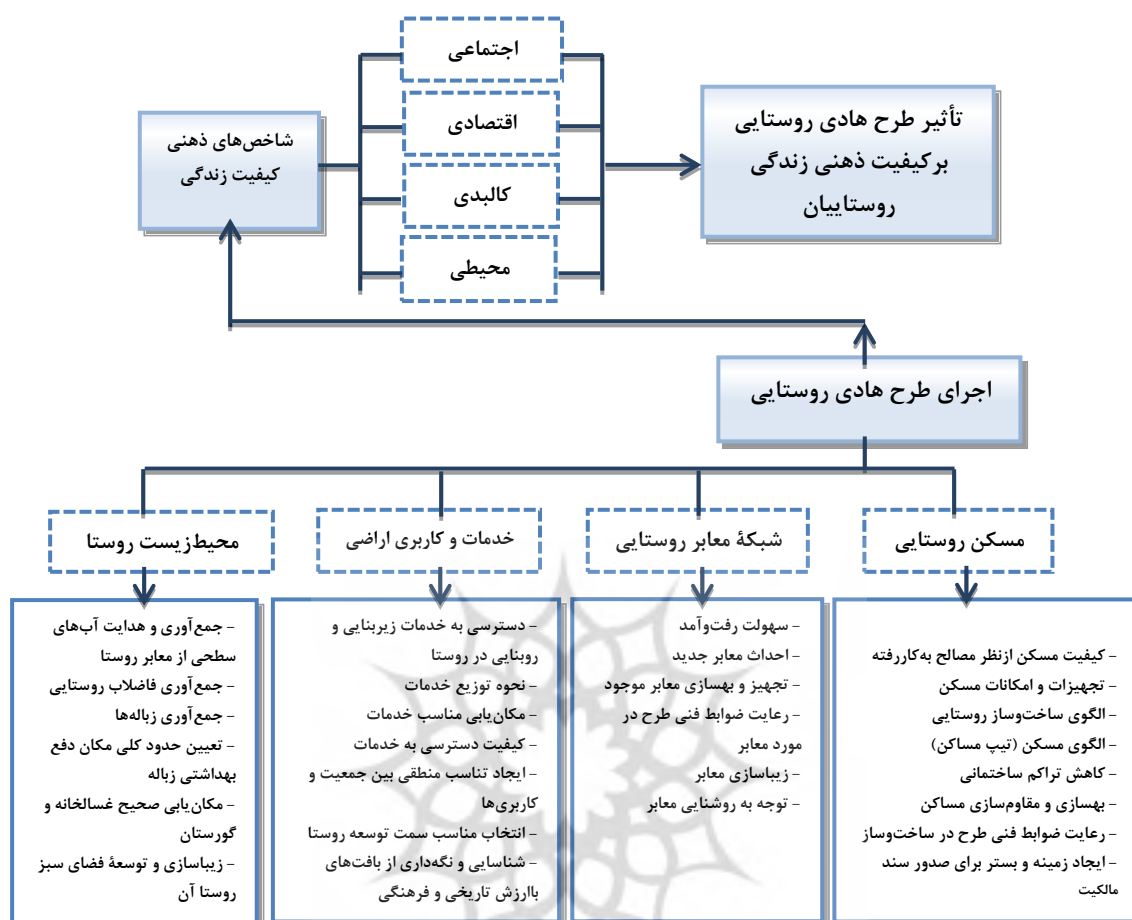 اجتماعی
اقتصادی
کالبدی
محیطی
تأثیر طرح هادی روستایی
برکیفیت ذهنی زندگی
روستاییان
شاخص‌های ذهنی
کیفیت زندگی
اجرای طرح هادی روستایی
مسکن روستایی
شبکهٔ معابر روستایی
خدمات و کاربری اراضی
محیط‌زیست روستا
- کیفیت مسکن ازنظر مصالح به‌کاررفته
- تجهیزات و امکانات مسکن
- الگوی ساخت‌وساز روستایی
- الگوی مسکن (تیپ مساکن)
- کاهش تراکم ساختمانی
- بهسازی و مقاوم‌سازی مساکن
- رعایت ضوابط فنی طرح در ساخت‌وساز
- ایجاد زمینه و بستر برای صدور سند
مالکیت
- سهولت رفت‌وآمد
- احداث معابر جدید
- تجهیز و بهسازی معابر موجود
- رعایت ضوابط فنی طرح در
مورد معابر
- زیباسازی معابر
- توجه به روشنایی معابر
- دسترسی به خدمات زیربنایی و
روبنایی در روستا
- نحوه توزیع خدمات
- مکان‌یابی مناسب خدمات
- کیفیت دسترسی به خدمات
- ایجاد تناسب منطقی بین جمعیت و
کاربری‌ها
- انتخاب مناسب سمت توسعه روستا
- شناسایی و نگه‌داری از بافت‌های
باارزش تاریخی و فرهنگی
- جمع‌آوری و هدایت آب‌های
سطحی از معابر روستا
- جمع‌آوری فاضلاب روستایی
- جمع‌آوری زباله‌ها
- تعیین حدود کلی مکان دفع
بهداشتی زباله
- مکان‌یابی صحیح غسالخانه و
گورستان
- زیباسازی و توسعهٔ فضای سبز
روستا آن